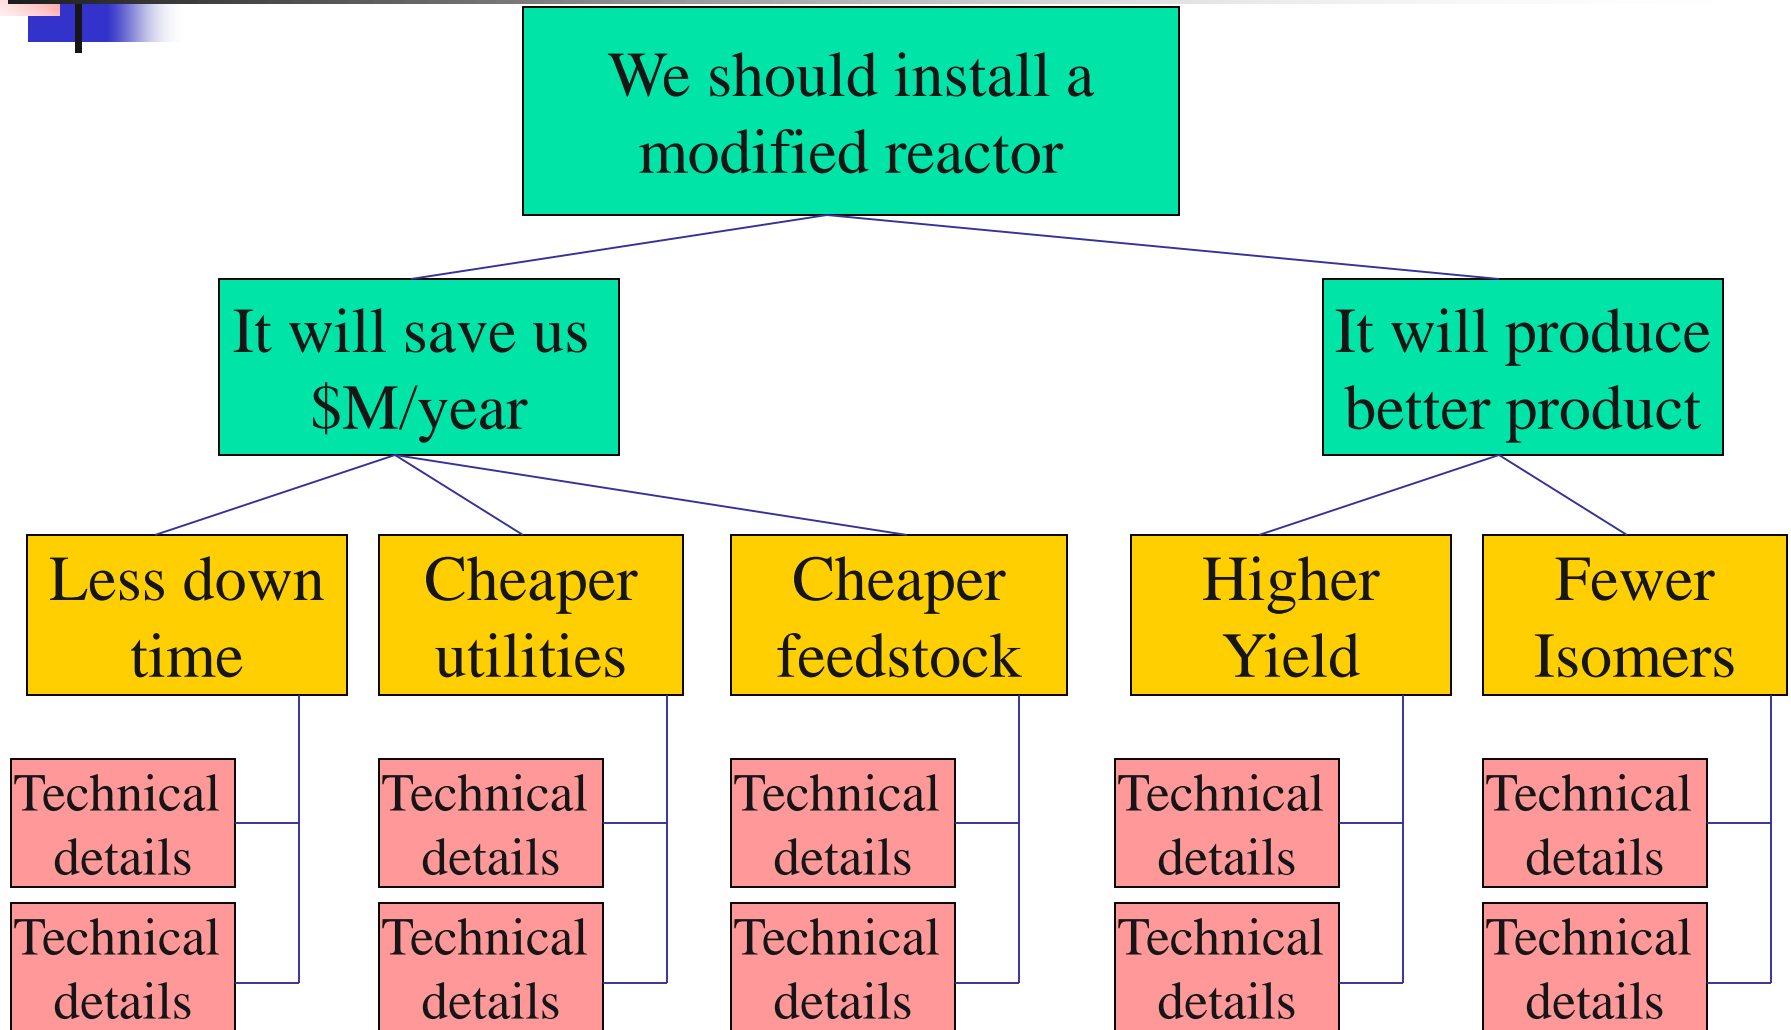 We should install a
modified reactor
It will save us
$M/year
It will produce
better product
Less down
time
Cheaper
utilities
Cheaper
feedstock
Higher
Yield
Fewer
Isomers
Technical
details
Technical
details
Technical
details
Technical
details
Technical
details
Technical
details
Technical
details
Technical
details
Technical
details
Technical
details